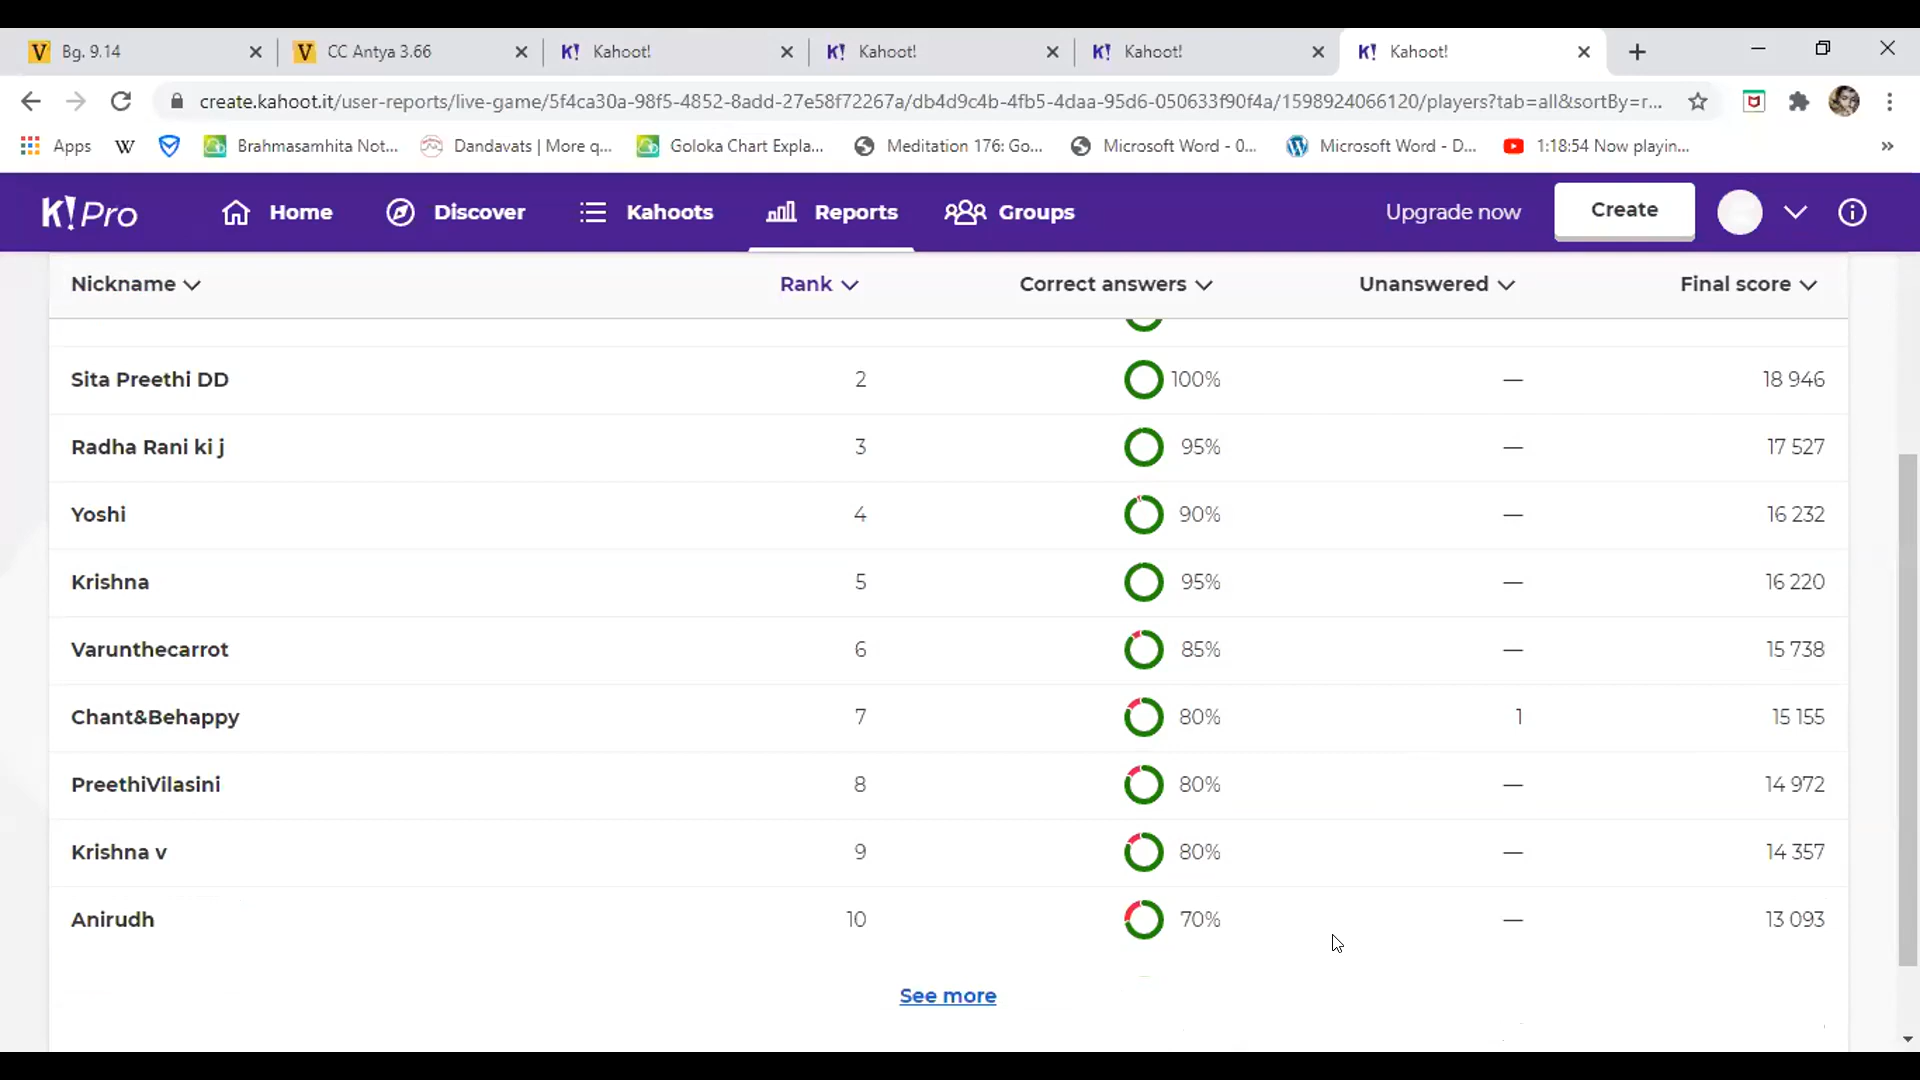 Bg. 9.14
CC Antya 3.66
K! Kahoot!
K! Kahoot!
K! Kahoot!
K! Kahoot!
create.kahoot.it/user-reports/live-game/5f4ca30a-98f5-4852-8add-27e58f72267a/db4d9c4b-4fb5-4daa-95d6-050633f90f4a/1598924066120/players?tab=all&sortBy=r...
Apps W Brahmasamhita Not... Dandavats | More q... Goloka Chart Expla... Meditation 176: Go... Microsoft Word - 0... Microsoft Word - D... 1:18:54 Now playin... »
K! Pro Home Discover Kahoots Reports Groups Upgrade now Create
Nickname Rank Correct answers Unanswered Final score
Sita Preethi DD 2 100% — 18 946
Radha Rani ki j 3 95% — 17 527
Yoshi 4 90% — 16 232
Krishna 5 95% — 16 220
Varunthecarrot 6 85% — 15 738
Chant&Behappy 7 80% 1 15 155
PreethiVilasini 8 80% — 14 972
Krishna v 9 80% — 14 357
Anirudh 10 70% — 13 093
See more